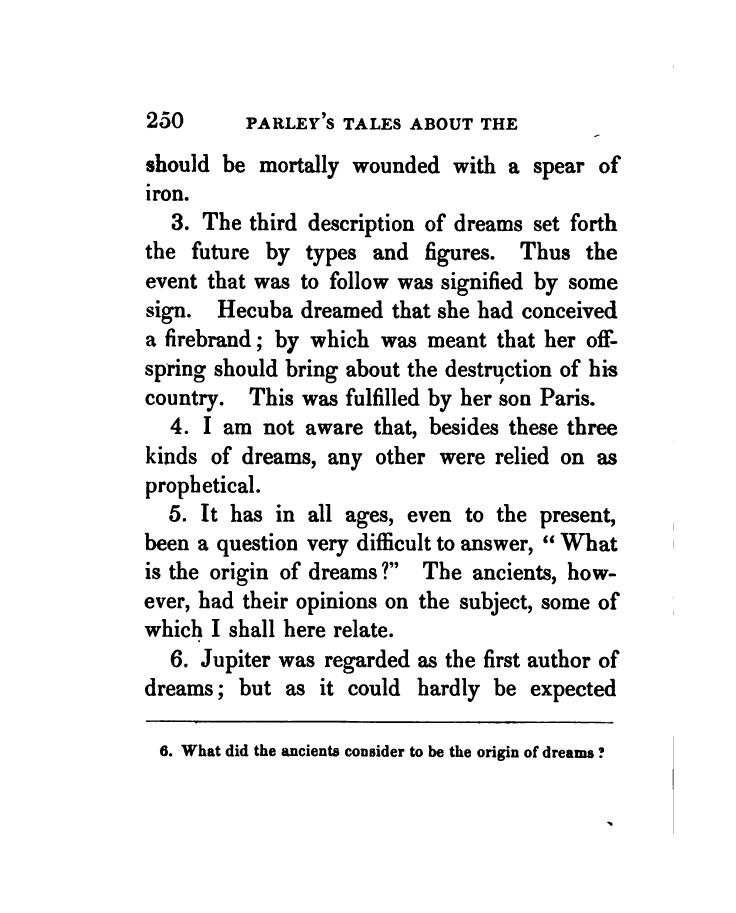 250 PARLEY'S TALES ABOUT THE
should be mortally wounded with a spear of
iron.
3. The third description of dreams set forth
the future by types and figures. Thus the
event that was to follow was signified by some
sign. Hecuba dreamed that she had conceived
a firebrand; by which was meant that her off-
spring should bring about the destruction of his
country. This was fulfilled by her son Paris.
4. I am not aware that, besides these three
kinds of dreams, any other were relied on as
prophetical.
5. It has in all ages, even to the present,
been a question very difficult to answer, "What
is the origin of dreams?" The ancients, how-
ever, had their opinions on the subject, some of
which I shall here relate.
6. Jupiter was regarded as the first author of
dreams; but as it could hardly be expected
6. What did the ancients consider to be the origin of dreams?